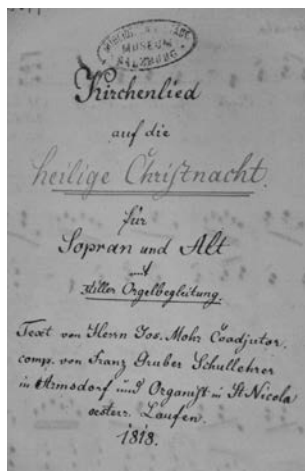 MUSEUM
SALZBURG
Kirchenlied
auf die
heilige Christnacht.
für
Sopran und Alt
mit
stiller Orgelbegleitung.
Text von Herrn Jos. Mohr Coadjutor.
comp. von Franz Gruber Schullehrer
in Arnsdorf und Organist in St Nicola
oesterr. Laufen.
1818.